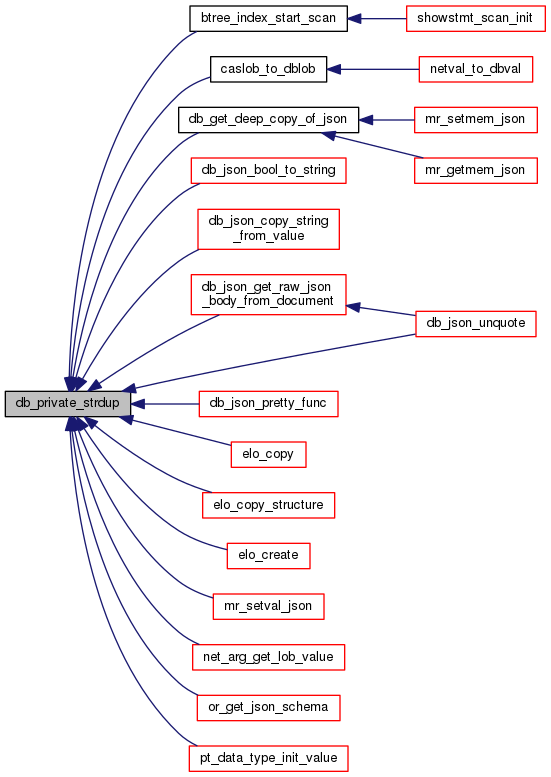 btree_index_start_scan
showstmt_scan_init
caslob_to_dblob
netval_to_dbval
db_get_deep_copy_of_json
mr_setmem_json
mr_getmem_json
db_json_bool_to_string
db_json_copy_string
_from_value
db_json_get_raw_json
_body_from_document
db_json_unquote
db_private_strdup
db_json_pretty_func
elo_copy
elo_copy_structure
elo_create
mr_setval_json
net_arg_get_lob_value
or_get_json_schema
pt_data_type_init_value